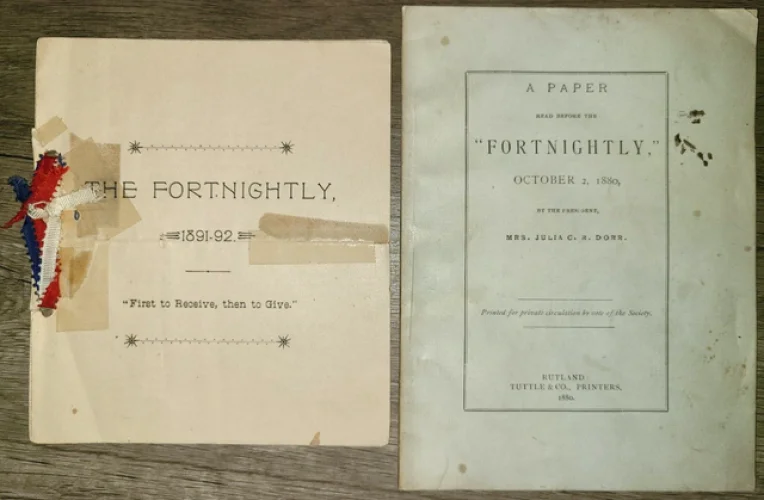 THE FORTNIGHTLY,
1891-92.
"First to Receive, then to Give."
A PAPER
READ BEFORE THE
"FORTNIGHTLY,"
OCTOBER 2, 1880,
BY THE PRESIDENT,
MRS. JULIA C. R. DORR.
Printed for private circulation by one of the Society.
RUTLAND
TUTTLE & CO., PRINTERS,
1880.